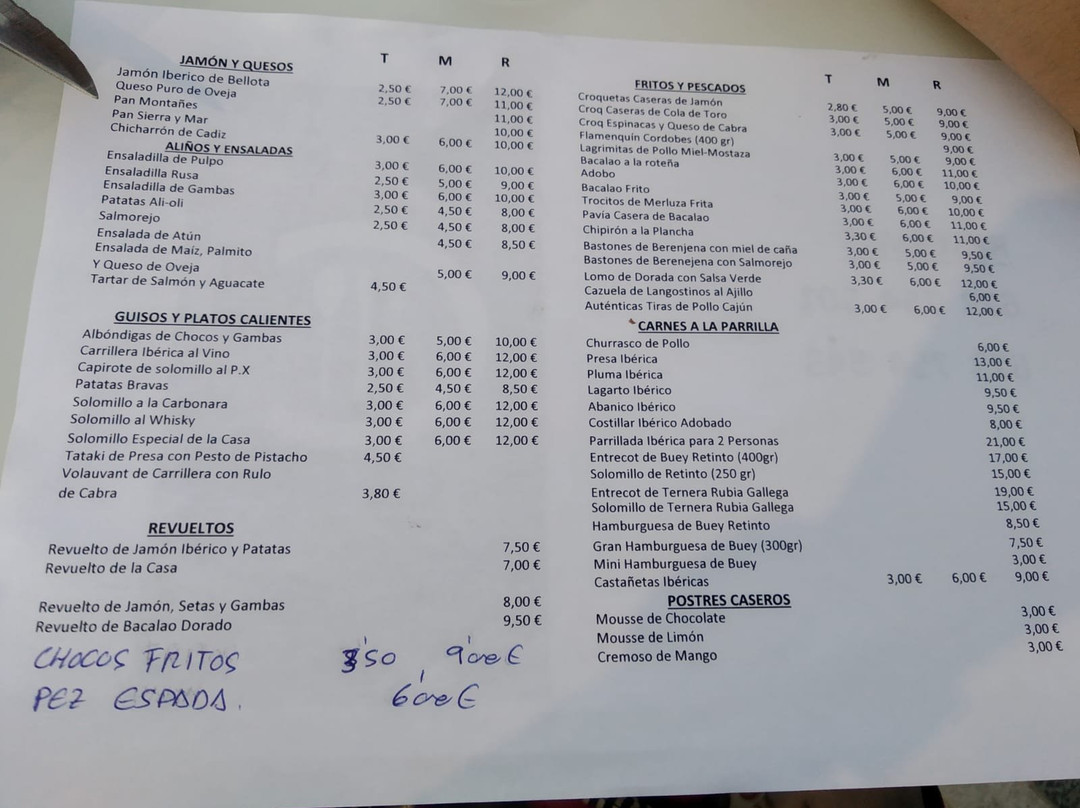 JAMÓN Y QUESOS T M R
Jamón Iberico de Bellota 2,50 € 7,00 € 12,00 €
Queso Puro de Oveja 2,50 € 7,00 € 11,00 €
Pan Montañes 11,00 €
Pan Sierra y Mar 10,00 €
Chicharrón de Cadiz 3,00 € 6,00 € 10,00 €
ALIÑOS Y ENSALADAS
Ensaladilla de Pulpo 3,00 € 6,00 € 10,00 €
Ensaladilla Rusa 2,50 € 5,00 € 9,00 €
Ensaladilla de Gambas 3,00 € 6,00 € 10,00 €
Patatas Ali-oli 2,50 € 4,50 € 8,00 €
Salmorejo 2,50 € 4,50 € 8,00 €
Ensalada de Atún 4,50 € 8,50 €
Ensalada de Maíz, Palmito
Y Queso de Oveja 5,00 € 9,00 €
Tartar de Salmón y Aguacate 4,50 €
GUISOS Y PLATOS CALIENTES
Albóndigas de Chocos y Gambas 3,00 € 5,00 € 10,00 €
Carrillera Ibérica al Vino 3,00 € 6,00 € 12,00 €
Capirote de solomillo al P.X 3,00 € 6,00 € 12,00 €
Patatas Bravas 2,50 € 4,50 € 8,50 €
Solomillo a la Carbonara 3,00 € 6,00 € 12,00 €
Solomillo al Whisky 3,00 € 6,00 € 12,00 €
Solomillo Especial de la Casa 3,00 € 6,00 € 12,00 €
Tataki de Presa con Pesto de Pistacho 4,50 €
Volauvant de Carrillera con Rulo
de Cabra 3,80 €
REVUELTOS
Revuelto de Jamón Ibérico y Patatas 7,50 €
Revuelto de la Casa 7,00 €
Revuelto de Jamón, Setas y Gambas 8,00 €
Revuelto de Bacalao Dorado 9,50 €
CHOCOS FRITOS 3'50, 9'00 €
PEZ ESPADA. 6'00 €
FRITOS Y PESCADOS T M R
Croquetas Caseras de Jamón 2,80 € 5,00 € 9,00 €
Croq Caseras de Cola de Toro 3,00 € 5,00 € 9,00 €
Croq Espinacas y Queso de Cabra 3,00 € 5,00 € 9,00 €
Flamenquin Cordobes (400 gr) 9,00 €
Lagrimitas de Pollo Miel-Mostaza 3,00 € 5,00 € 9,00 €
Bacalao a la roteña 3,00 € 6,00 € 11,00 €
Adobo 3,00 € 6,00 € 10,00 €
Bacalao Frito 3,00 € 5,00 € 9,00 €
Trocitos de Merluza Frita 3,00 € 6,00 € 10,00 €
Pavía Casera de Bacalao 3,00 € 6,00 € 11,00 €
Chipirón a la Plancha 3,30 € 6,00 € 11,00 €
Bastones de Berenjena con miel de caña 3,00 € 5,00 € 9,50 €
Bastones de Berenejena con Salmorejo 3,00 € 5,00 € 9,50 €
Lomo de Dorada con Salsa Verde 3,30 € 6,00 € 12,00 €
Cazuela de Langostinos al Ajillo 6,00 €
Auténticas Tiras de Pollo Cajún 3,00 € 6,00 € 12,00 €
CARNES A LA PARRILLA
Churrasco de Pollo 6,00 €
Presa Ibérica 13,00 €
Pluma Ibérica 11,00 €
Lagarto Ibérico 9,50 €
Abanico Ibérico 9,50 €
Costillar Ibérico Adobado 8,00 €
Parrillada Ibérica para 2 Personas 21,00 €
Entrecot de Buey Retinto (400gr) 17,00 €
Solomillo de Retinto (250 gr) 15,00 €
Entrecot de Ternera Rubia Gallega 19,00 €
Solomillo de Ternera Rubia Gallega 15,00 €
Hamburguesa de Buey Retinto 8,50 €
Gran Hamburguesa de Buey (300gr) 7,50 €
Mini Hamburguesa de Buey 3,00 €
Castañetas Ibéricas 3,00 € 6,00 € 9,00 €
POSTRES CASEROS
Mousse de Chocolate 3,00 €
Mousse de Limón 3,00 €
Cremoso de Mango 3,00 €